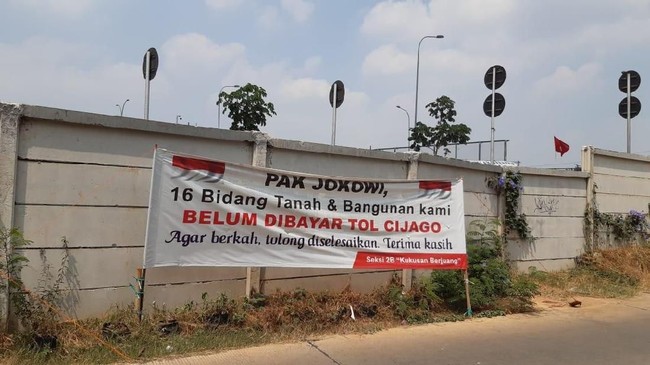 PAK JOKOWI,
16 Bidang Tanah & Bangunan kami
BELUM DIBAYAR TOL CIJAGO
Agar berkah, tolong diselesaikan. Terima kasih
Seksi 2B "Kukusan Berjuang"